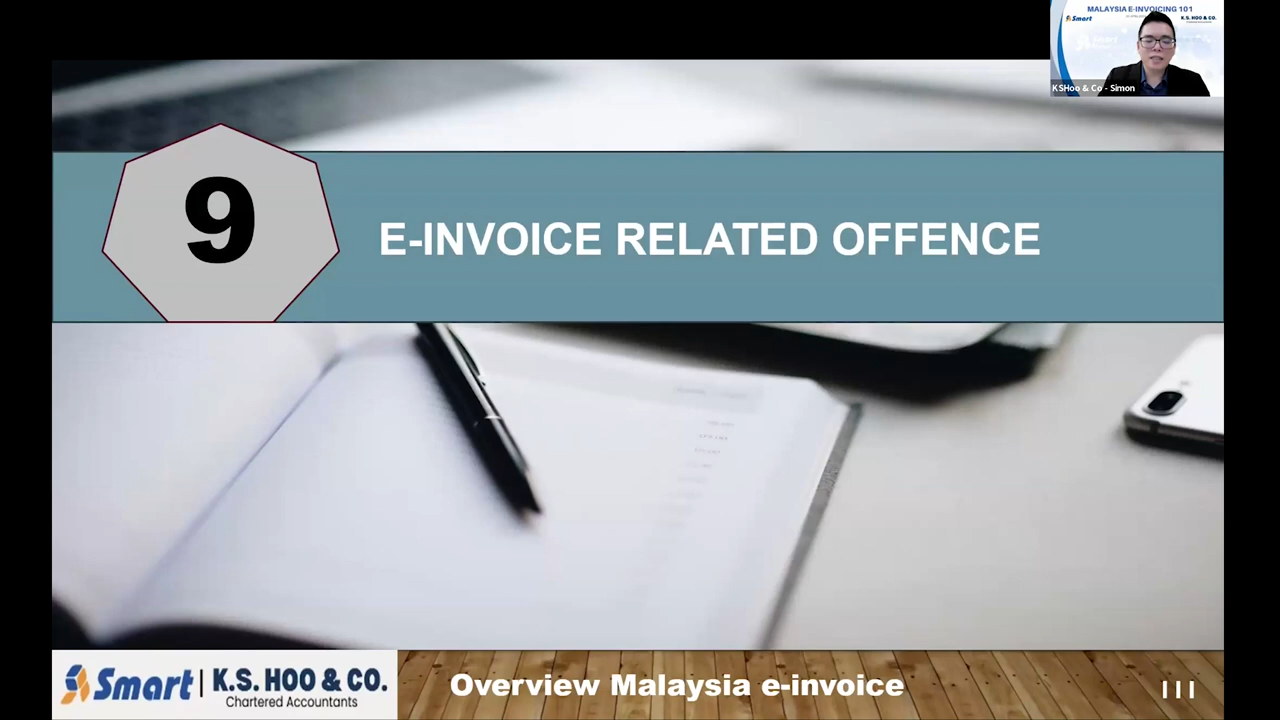 MALAYSIA E-INVOICING 101
Smart
K.S. HOO & CO.
KSHoo & Co - Simon
9
E-INVOICE RELATED OFFENCE
Smart | K.S. HOO & CO.
Chartered Accountants
Overview Malaysia e-invoice
111